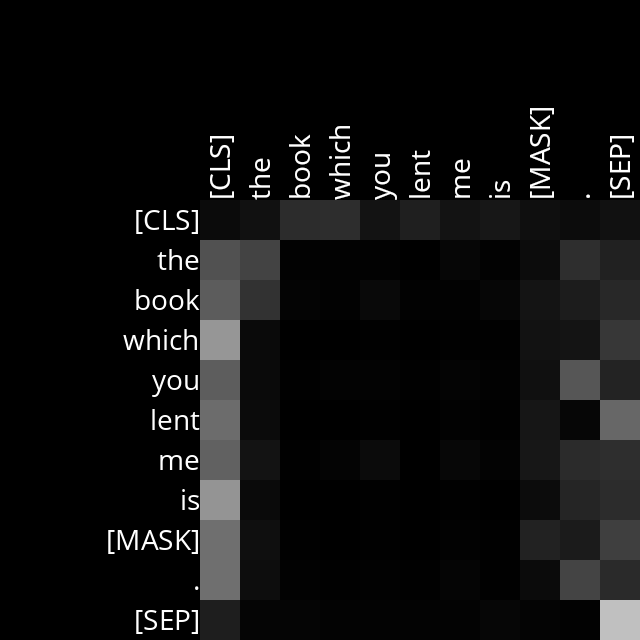 [CLS] the book which you lent me is [MASK] . [SEP]
[CLS]
the
book
which
you
lent
me
is
[MASK]
.
[SEP]